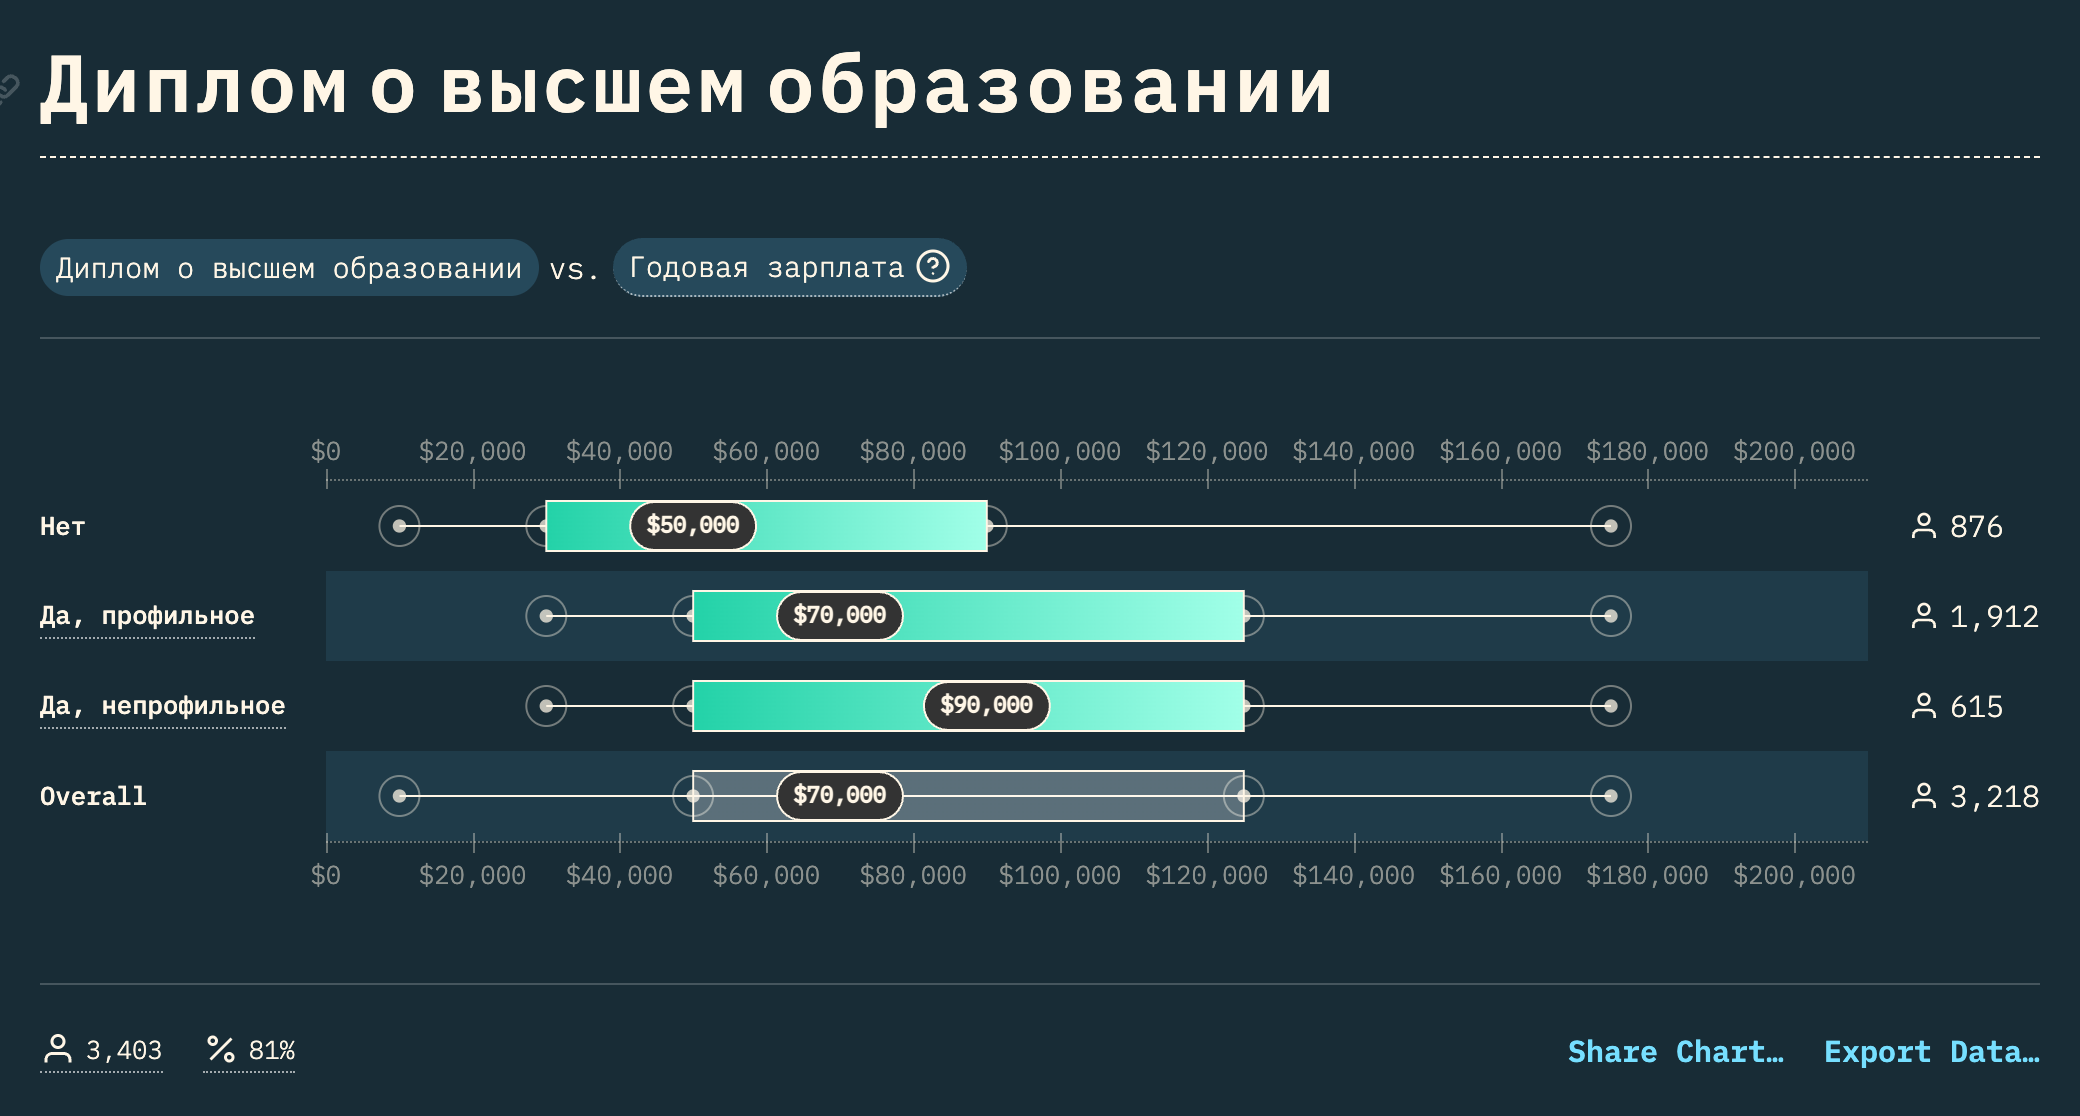 Диплом о высшем образовании
Диплом о высшем образовании vs. Годовая зарплата ?
$0 $20,000 $40,000 $60,000 $80,000 $100,000 $120,000 $140,000 $160,000 $180,000 $200,000
Нет $50,000 876
Да, профильное $70,000 1,912
Да, непрофильное $90,000 615
Overall $70,000 3,218
$0 $20,000 $40,000 $60,000 $80,000 $100,000 $120,000 $140,000 $160,000 $180,000 $200,000
3,403 % 81% Share Chart… Export Data…